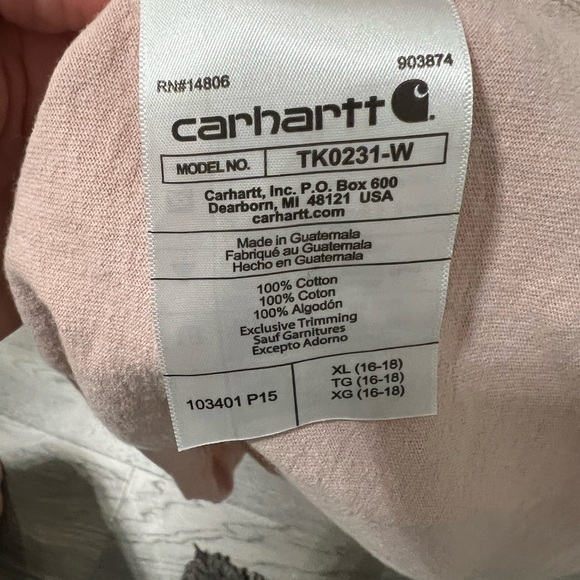 RN#14806 903874
carhartt
MODEL NO. TK0231-W
Carhartt, Inc. P.O. Box 600
Dearborn, MI 48121 USA
carhartt.com
Made in Guatemala
Fabriqué au Guatemala
Hecho en Guatemala
100% Cotton
100% Coton
100% Algodón
Exclusive Trimming
Sauf Garnitures
Excepto Adorno
103401 P15
XL (16-18)
TG (16-18)
XG (16-18)